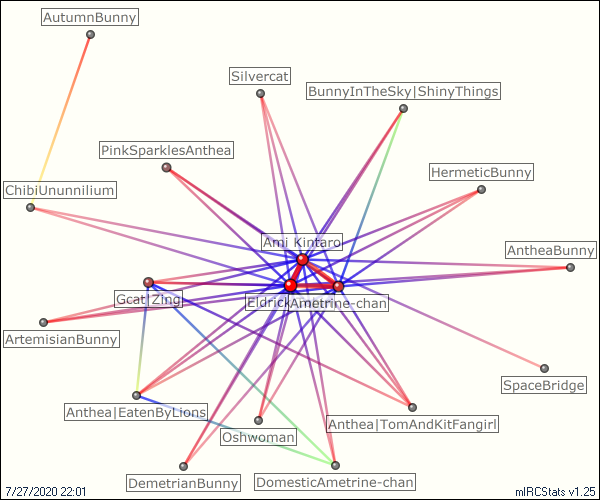 AutumnBunny
Silvercat
BunnyInTheSky|ShinyThings
PinkSparklesAnthea
HermeticBunny
ChibiUnunnilium
Ami Kintaro
AntheaBunny
Gcat|Zing
Ametrine-chan
ArtemisianBunny
SpaceBridge
Anthea|EatenByLions
Anthea|TomAndKitFangirl
Oshwoman
DemetrianBunny
DomesticAmetrine-chan
7/27/2020 22:01
mIRCStats v1.25